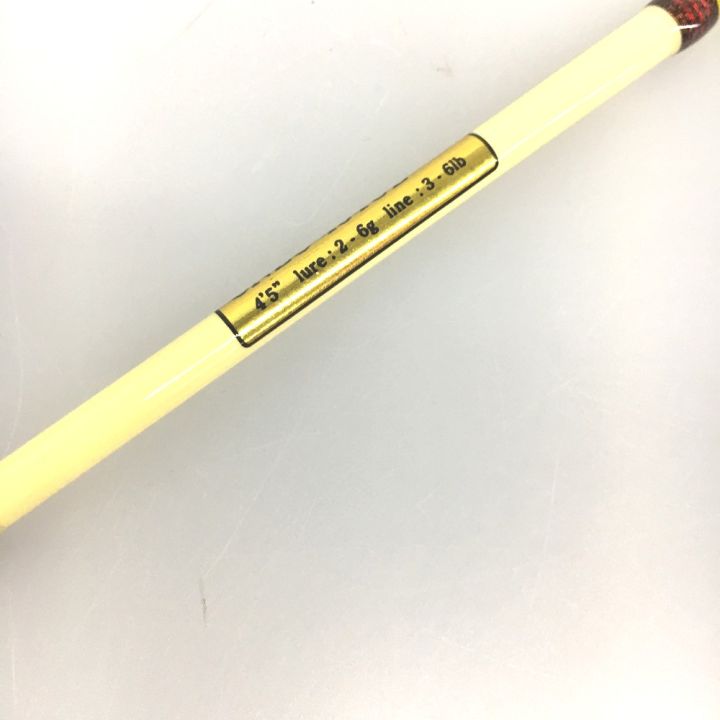 4'5" lure : 2 - 6g line : 3 - 6lb